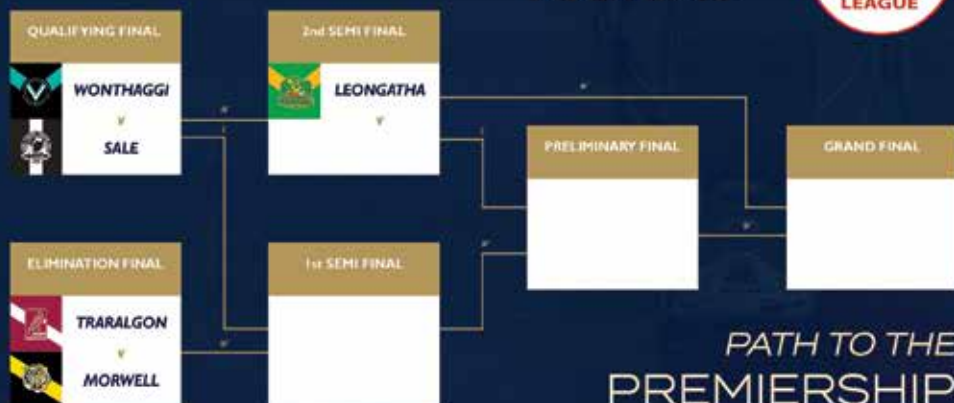 LEAGUE
QUALIFYING FINAL
WONTHAGGI
v
SALE
2nd SEMI FINAL
LEONGATHA
v
PRELIMINARY FINAL
GRAND FINAL
ELIMINATION FINAL
TRARALGON
v
MORWELL
1st SEMI FINAL
PATH TO THE
PREMIERSHIP